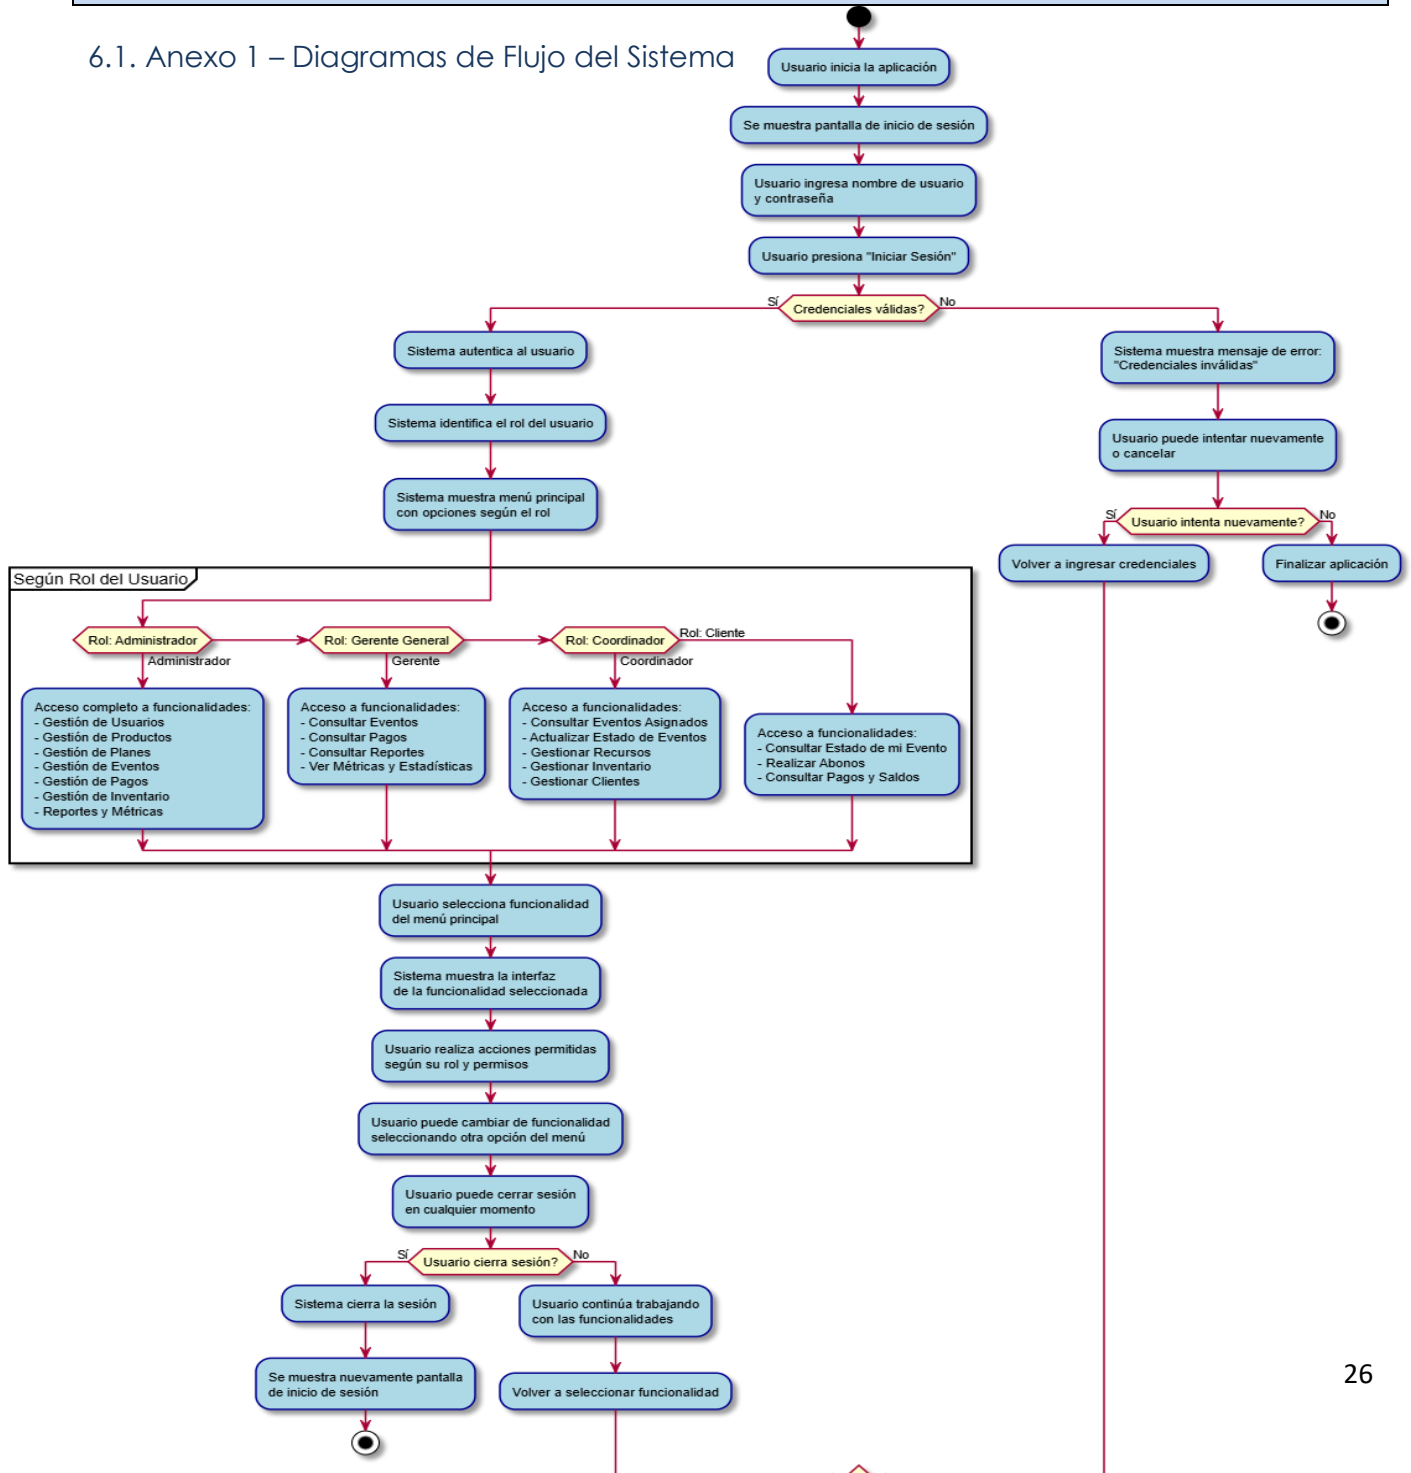 6.1. Anexo 1 – Diagramas de Flujo del Sistema
Usuario inicia la aplicación
Se muestra pantalla de inicio de sesión
Usuario ingresa nombre de usuario
y contraseña
Usuario presiona "Iniciar Sesión"
Sí
Credenciales válidas?
No
Sistema autentica al usuario
Sistema identifica el rol del usuario
Sistema muestra menú principal
con opciones según el rol
Sistema muestra mensaje de error:
"Credenciales inválidas"
Usuario puede intentar nuevamente
o cancelar
Sí
Usuario intenta nuevamente?
No
Volver a ingresar credenciales
Finalizar aplicación
Según Rol del Usuario
Rol: Administrador
Administrador
Rol: Gerente General
Gerente
Rol: Coordinador
Coordinador
Rol: Cliente
Acceso completo a funcionalidades:
- Gestión de Usuarios
- Gestión de Productos
- Gestión de Planes
- Gestión de Eventos
- Gestión de Pagos
- Gestión de Inventario
- Reportes y Métricas
Acceso a funcionalidades:
- Consultar Eventos
- Consultar Pagos
- Consultar Reportes
- Ver Métricas y Estadísticas
Acceso a funcionalidades:
- Consultar Eventos Asignados
- Actualizar Estado de Eventos
- Gestionar Recursos
- Gestionar Inventario
- Gestionar Clientes
Acceso a funcionalidades:
- Consultar Estado de mi Evento
- Realizar Abonos
- Consultar Pagos y Saldos
Usuario selecciona funcionalidad
del menú principal
Sistema muestra la interfaz
de la funcionalidad seleccionada
Usuario realiza acciones permitidas
según su rol y permisos
Usuario puede cambiar de funcionalidad
seleccionando otra opción del menú
Usuario puede cerrar sesión
en cualquier momento
Sí
Usuario cierra sesión?
No
Sistema cierra la sesión
Se muestra nuevamente pantalla
de inicio de sesión
Usuario continúa trabajando
con las funcionalidades
Volver a seleccionar funcionalidad
26